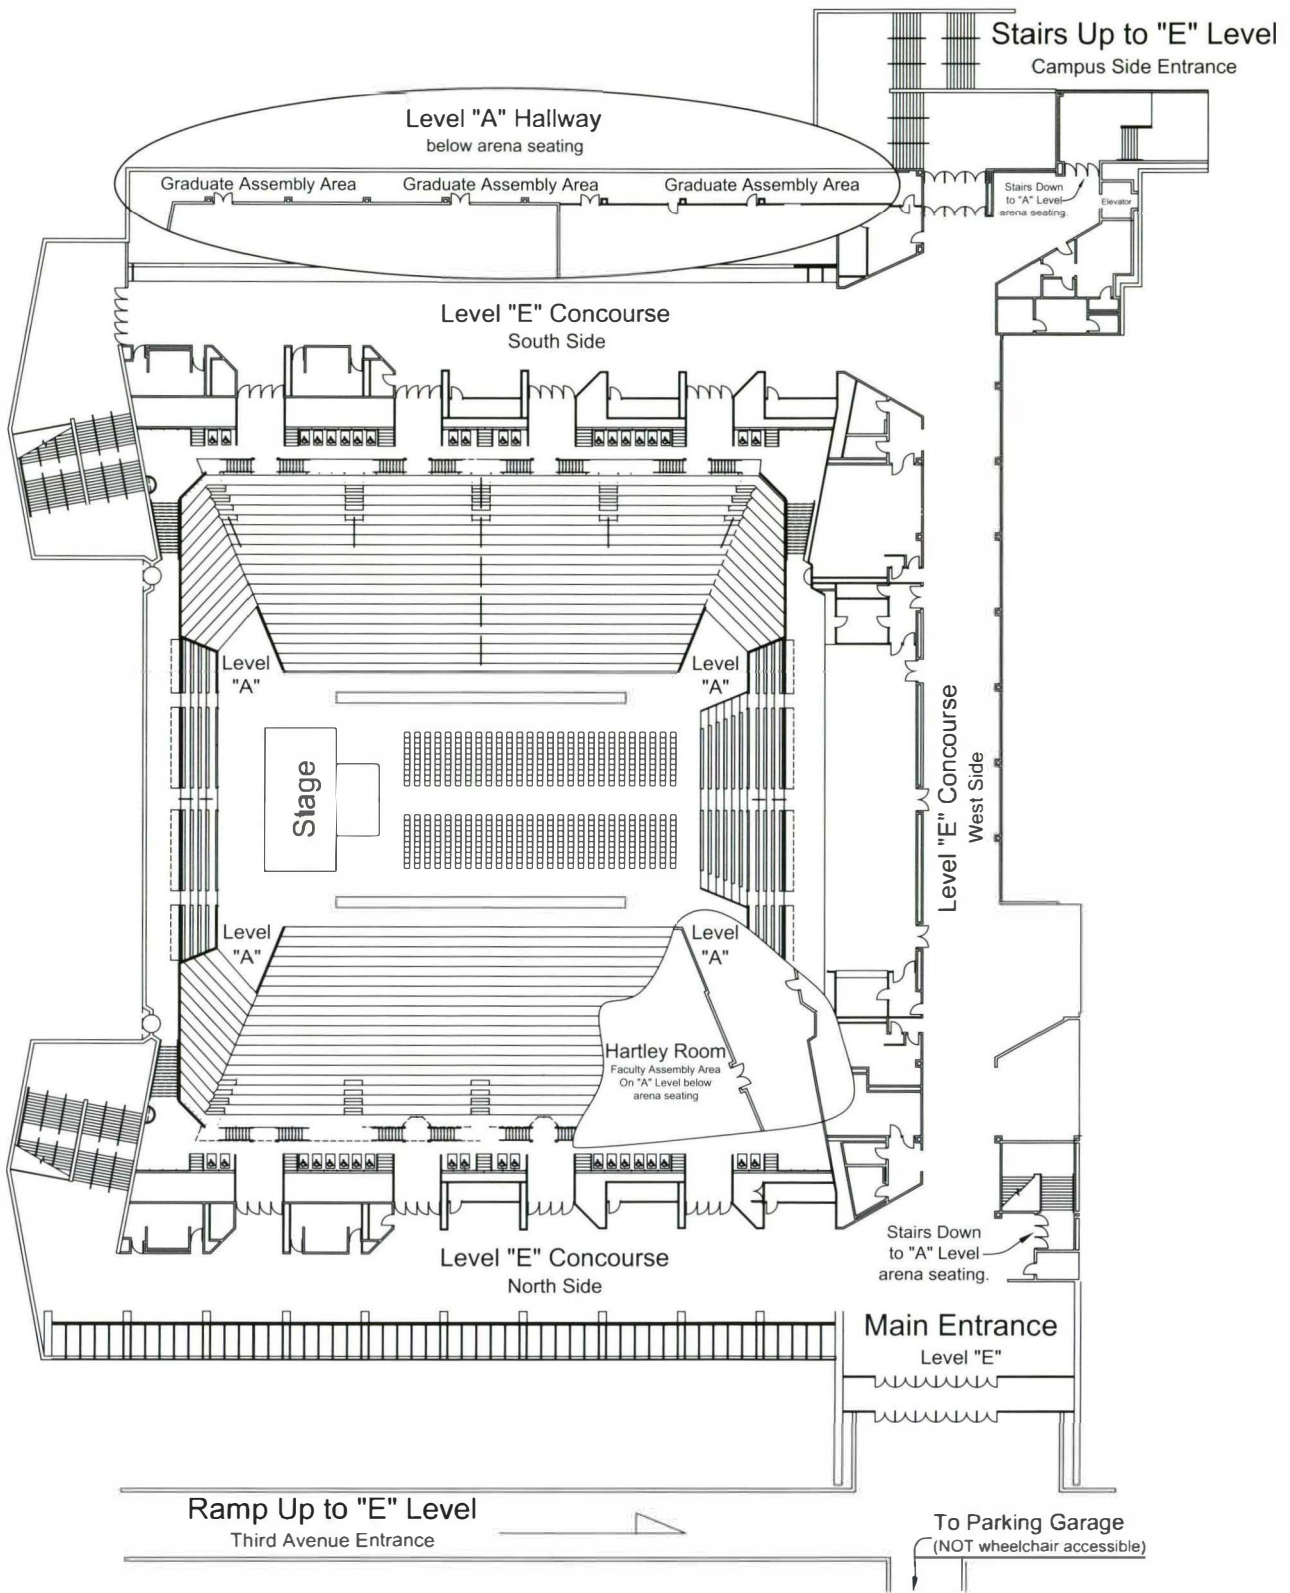 Stairs Up to "E" Level
Campus Side Entrance
Level "A" Hallway
below arena seating
Graduate Assembly Area
Graduate Assembly Area
Graduate Assembly Area
Stairs Down
to "A" Level
arena seating.
Elevator
Level "E" Concourse
South Side
Level
"A"
Level
"A"
Stage
Level "E" Concourse
West Side
Level
"A"
Level
"A"
Hartley Room
Faculty Assembly Area
On "A" Level below
arena seating
Stairs Down
to "A" Level
arena seating.
Level "E" Concourse
North Side
Main Entrance
Level "E"
Ramp Up to "E" Level
Third Avenue Entrance
To Parking Garage
(NOT wheelchair accessible)